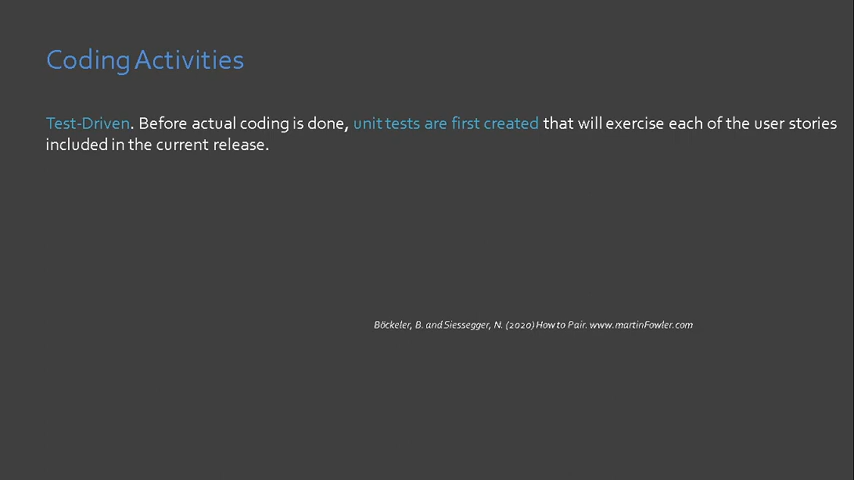 Coding Activities
Test-Driven. Before actual coding is done, unit tests are first created that will exercise each of the user stories
included in the current release.
Böckeler, B. and Siessegger, N. (2020) How to Pair. www.martinFowler.com